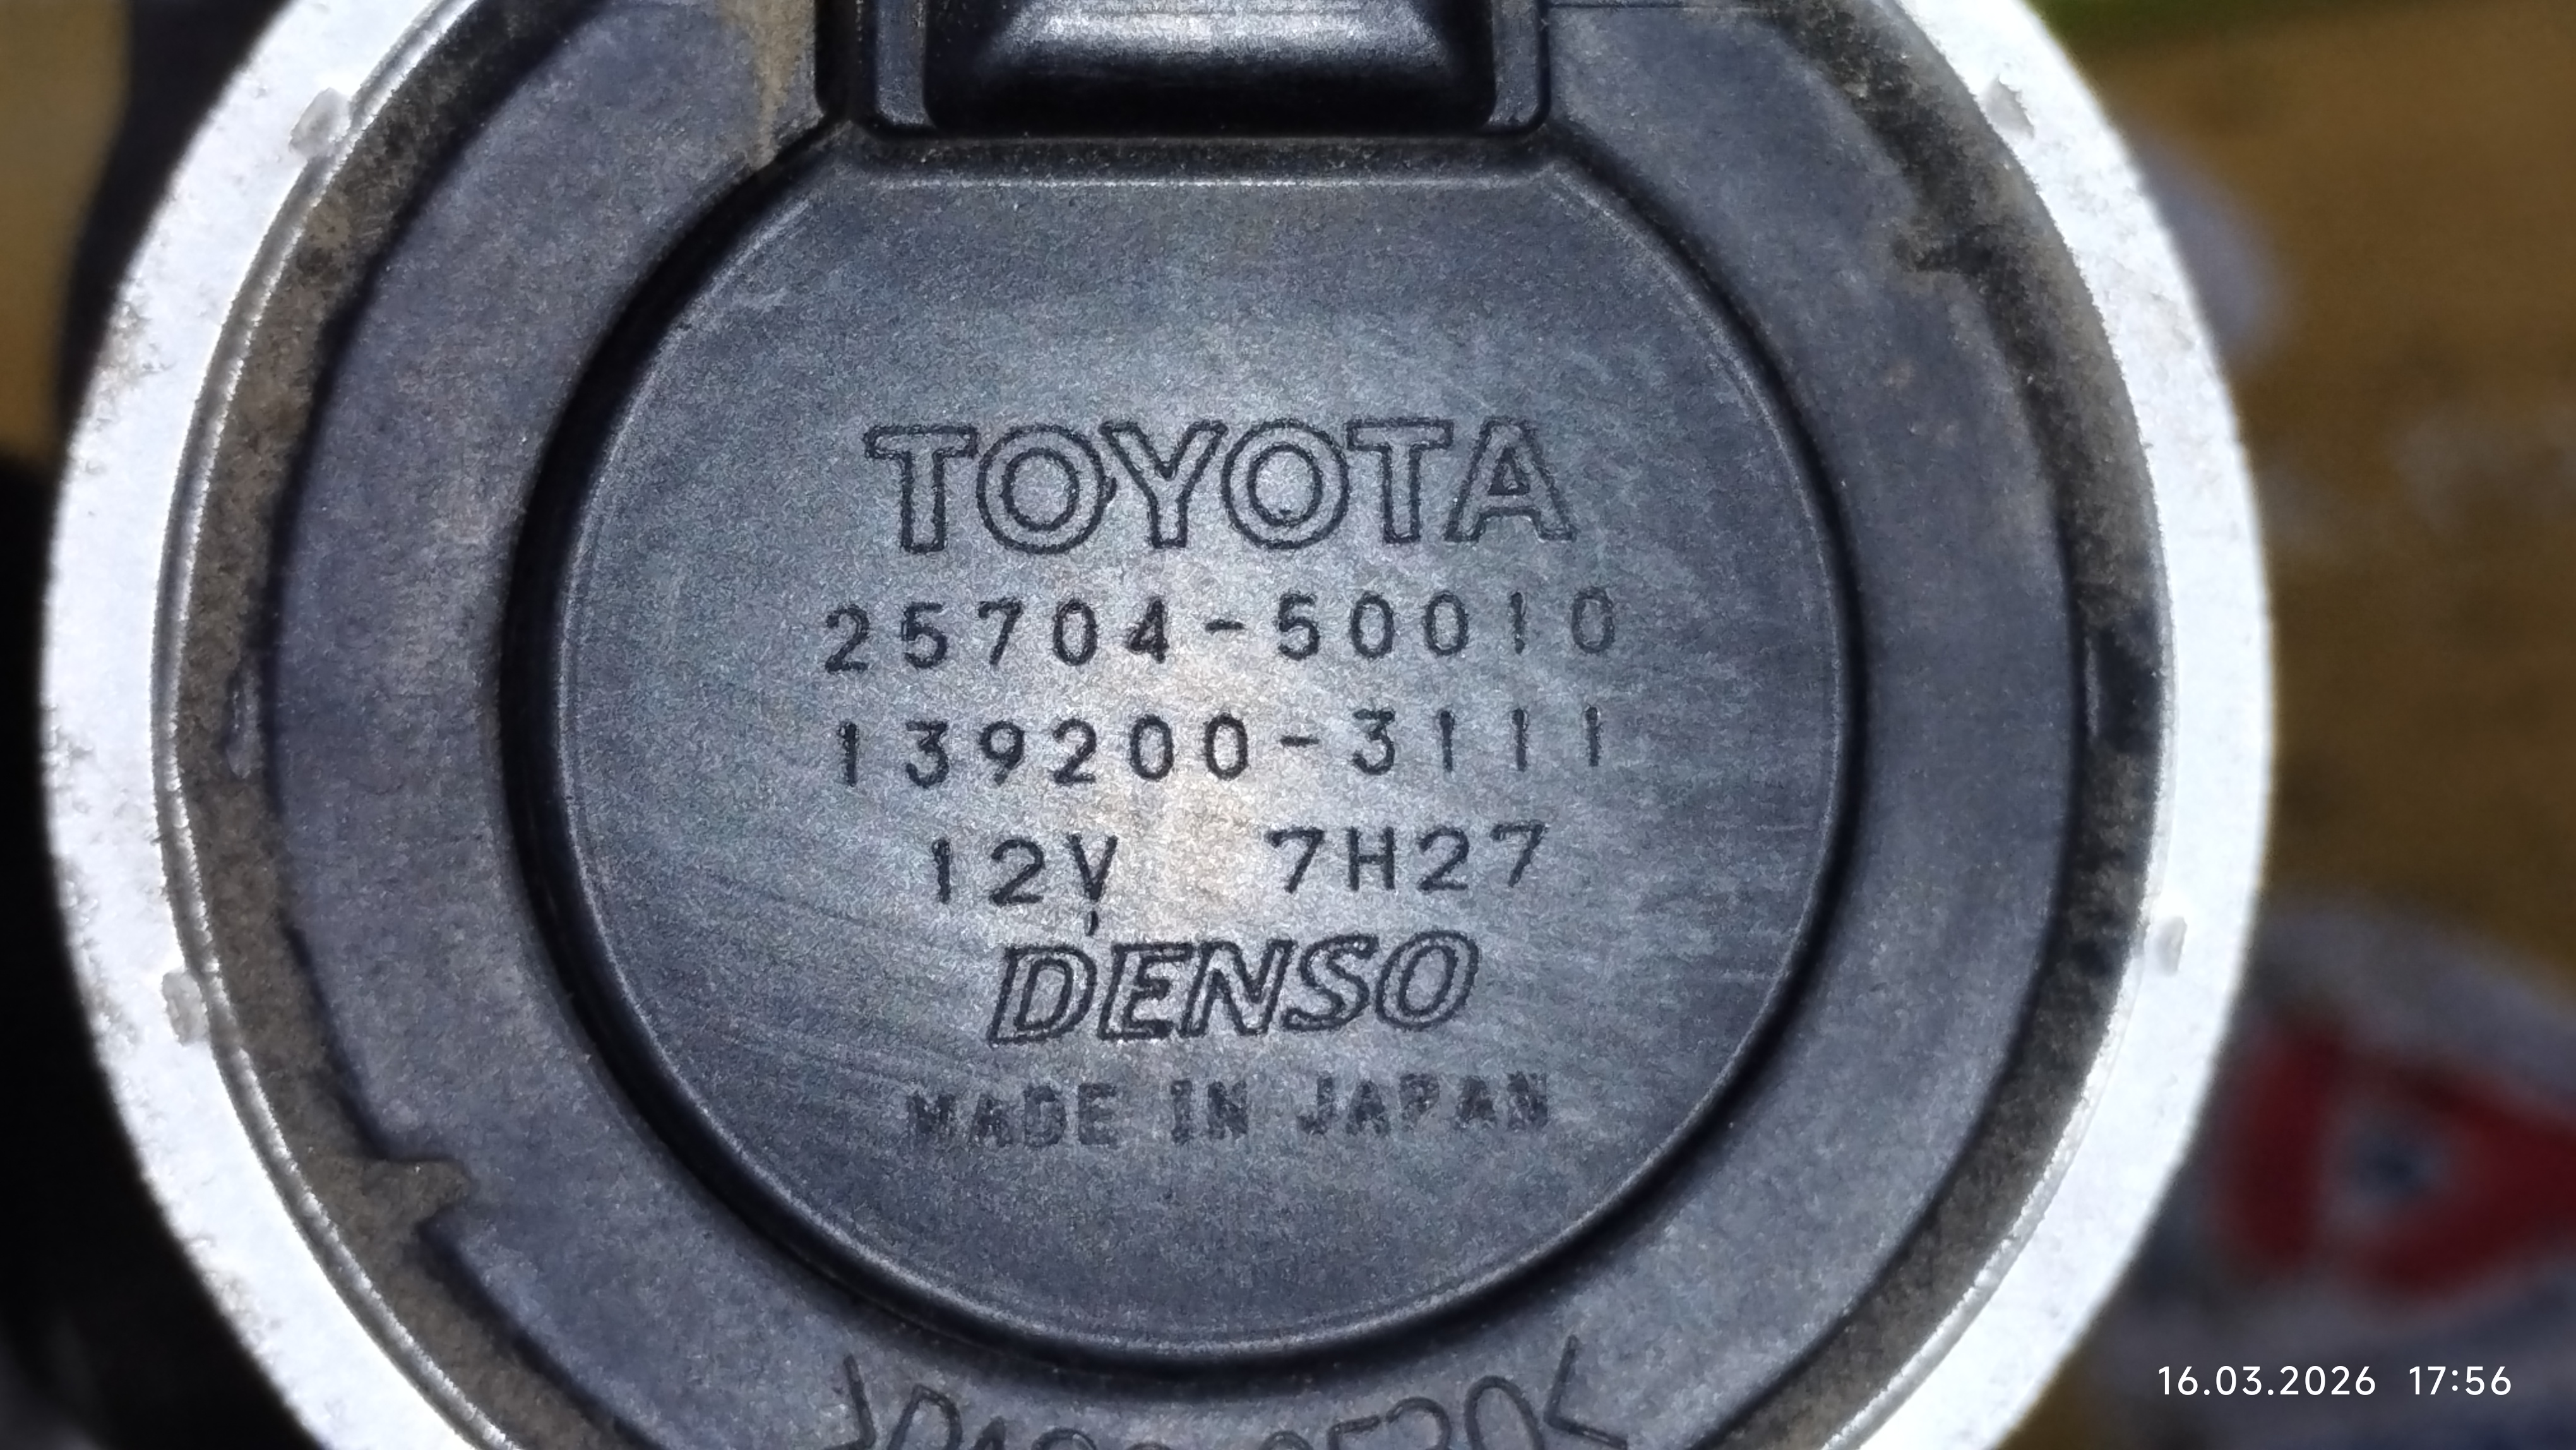 TOYOTA
25704-50010
139200-3111
12V 7H27
DENSO
MADE IN JAPAN
16.03.2026 17:56